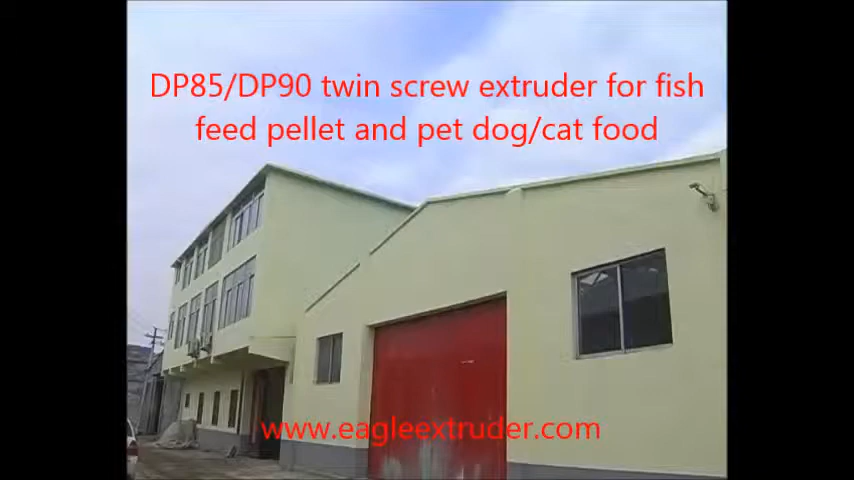 DP85/DP90 twin screw extruder for fish
feed pellet and pet dog/cat food
www.eagleextruder.com